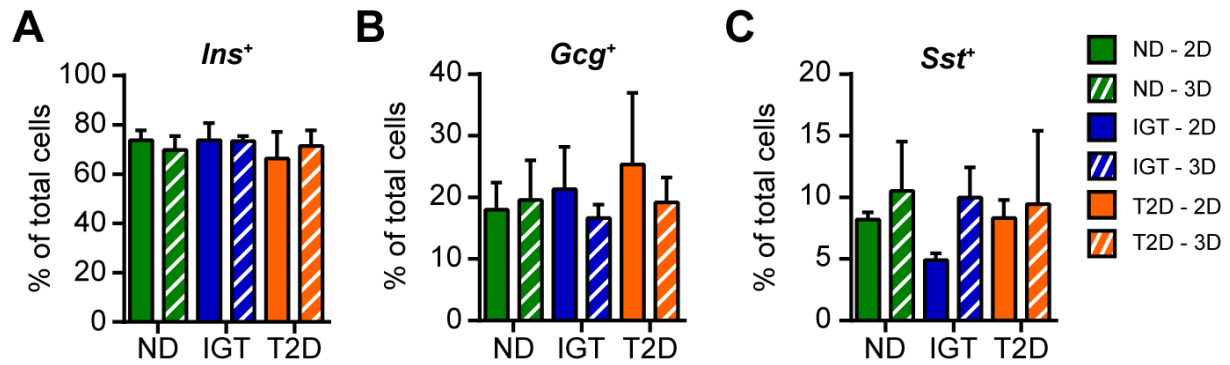 A
Ins+
% of total cells
100
80
60
40
20
0
ND IGT T2D
B
Gcg+
% of total cells
40
30
20
10
0
ND IGT T2D
C
Sst+
% of total cells
20
15
10
5
0
ND IGT T2D
ND - 2D
ND - 3D
IGT - 2D
IGT - 3D
T2D - 2D
T2D - 3D